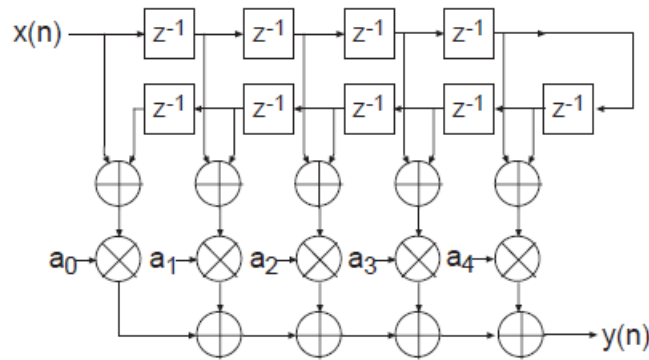 x(n) z⁻¹ z⁻¹ z⁻¹ z⁻¹
z⁻¹ z⁻¹ z⁻¹ z⁻¹ z⁻¹
a₀ a₁ a₂ a₃ a₄
y(n)